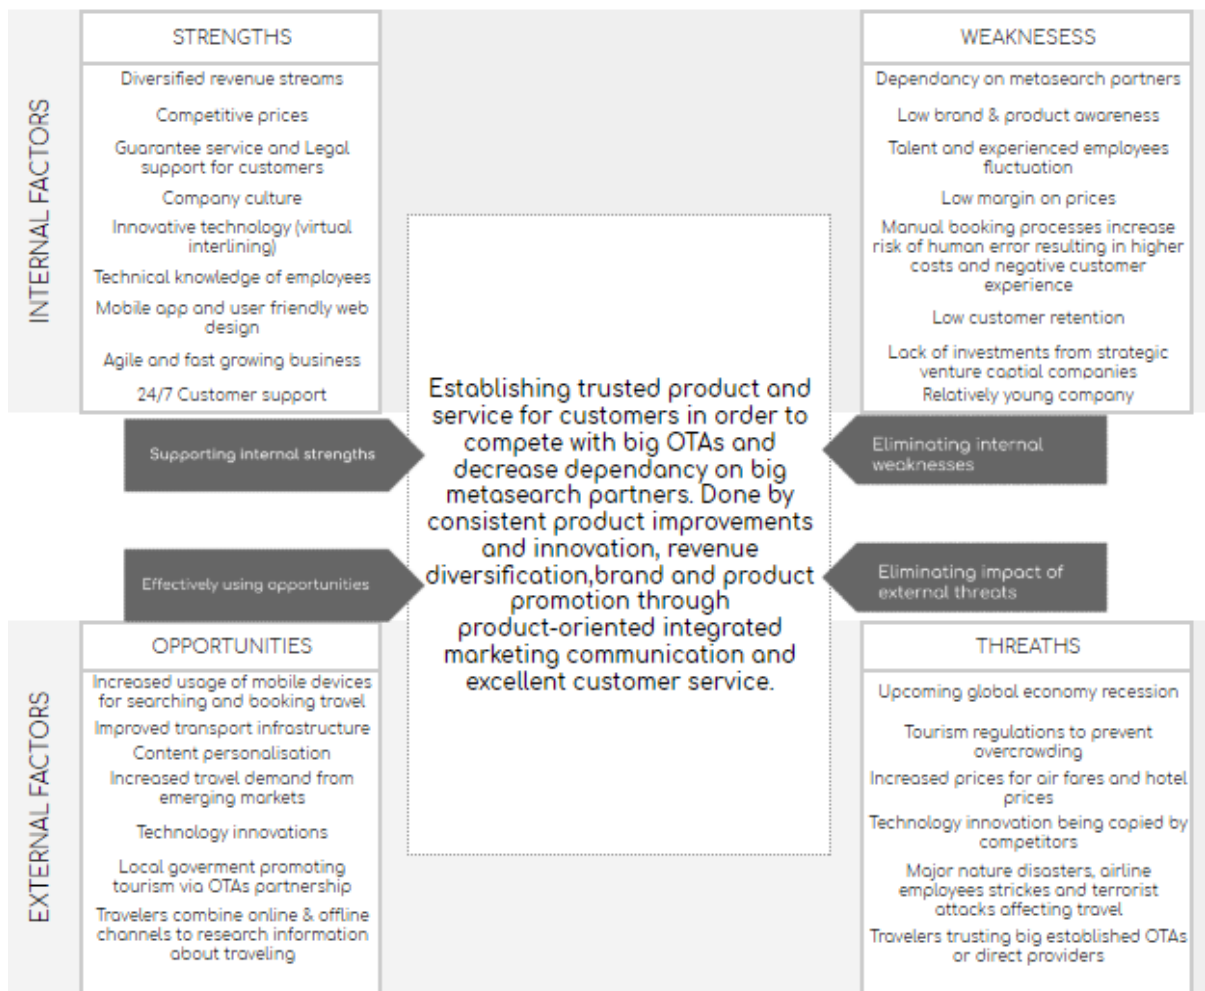 INTERNAL FACTORS
STRENGTHS
Diversified revenue streams
Competitive prices
Guarantee service and Legal
support for customers
Company culture
Innovative technology (virtual
interlining)
Technical knowledge of employees
Mobile app and user friendly web
design
Agile and fast growing business
24/7 Customer support
WEAKNESESS
Dependancy on metasearch partners
Low brand & product awareness
Talent and experienced employees
fluctuation
Low margin on prices
Manual booking processes increase
risk of human error resulting in higher
costs and negative customer
experience
Low customer retention
Lack of investments from strategic
venture captial companies
Relatively young company
Supporting internal strengths
Eliminating internal
weaknesses
Establishing trusted product and
service for customers in order to
compete with big OTAs and
decrease dependancy on big
metasearch partners. Done by
consistent product improvements
and innovation, revenue
diversification,brand and product
promotion through
product-oriented integrated
marketing communication and
excellent customer service.
Effectively using opportunities
Eliminating impact of
external threats
EXTERNAL FACTORS
OPPORTUNITIES
Increased usage of mobile devices
for searching and booking travel
Improved transport infrastructure
Content personalisation
Increased travel demand from
emerging markets
Technology innovations
Local goverment promoting
tourism via OTAs partnership
Travelers combine online & offline
channels to research information
about traveling
THREATHS
Upcoming global economy recession
Tourism regulations to prevent
overcrowding
Increased prices for air fares and hotel
prices
Technology innovation being copied by
competitors
Major nature disasters, airline
employees strickes and terrorist
attacks affecting travel
Travelers trusting big established OTAs
or direct providers